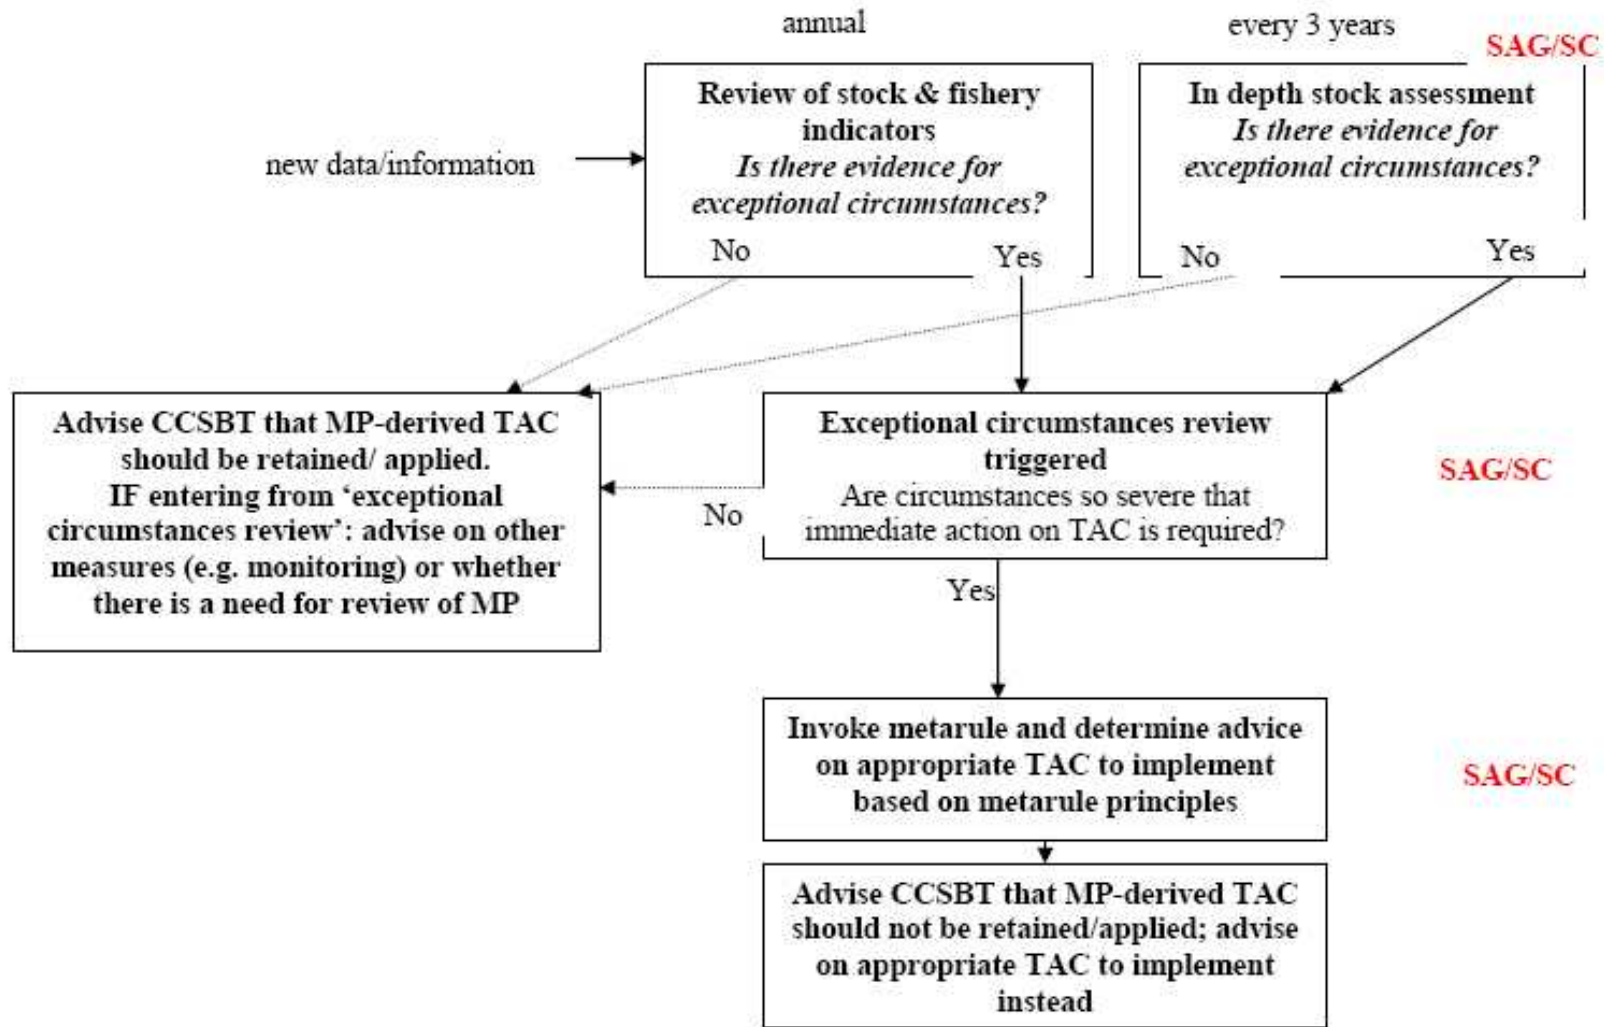 annual
every 3 years
SAG/SC
Review of stock & fishery
indicators
Is there evidence for
exceptional circumstances?
No
Yes
In depth stock assessment
Is there evidence for
exceptional circumstances?
No
Yes
new data/information
Advise CCSBT that MP-derived TAC
should be retained/ applied.
IF entering from ‘exceptional
circumstances review’: advise on other
measures (e.g. monitoring) or whether
there is a need for review of MP
No
Exceptional circumstances review
triggered
Are circumstances so severe that
immediate action on TAC is required?
SAG/SC
Yes
Invoke metarule and determine advice
on appropriate TAC to implement
based on metarule principles
SAG/SC
Advise CCSBT that MP-derived TAC
should not be retained/applied; advise
on appropriate TAC to implement
instead